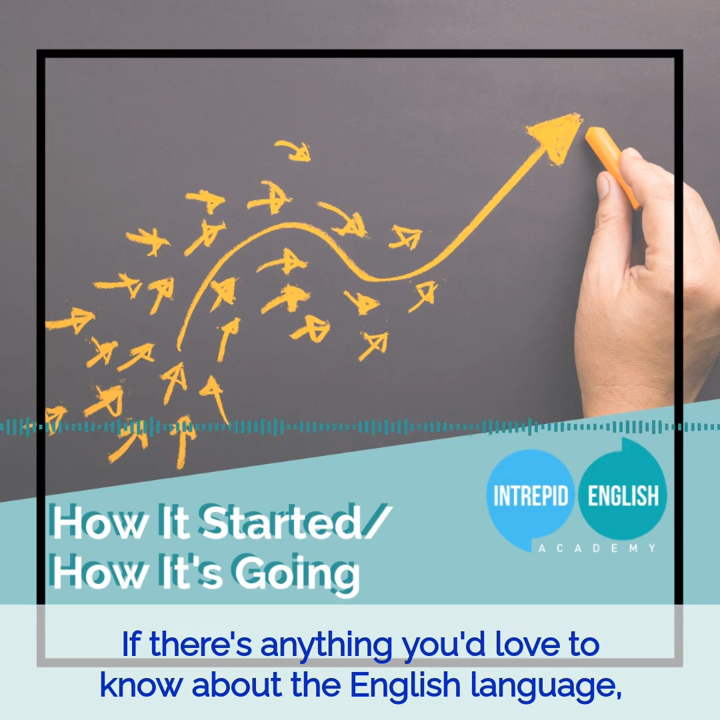 INTREPID ENGLISH
ACADEMY
How It Started/
How It's Going
If there's anything you'd love to
know about the English language,